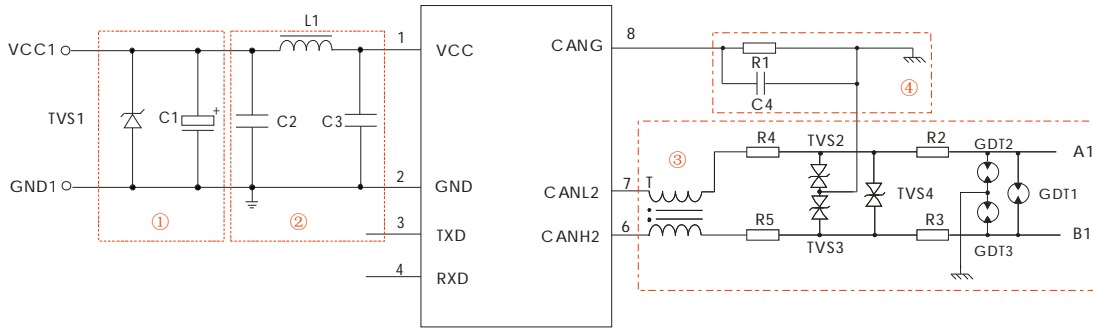 L1
VCC1
1
VCC
CANG
8
R1
C4
④
TVS1
C1
+
C2
C3
GND1
2
GND
①
②
3
TXD
4
RXD
③
R4
TVS2
R2
GDT2
A1
7
T
CANL2
TVS4
GDT1
CANH2
6
R5
TVS3
R3
GDT3
B1